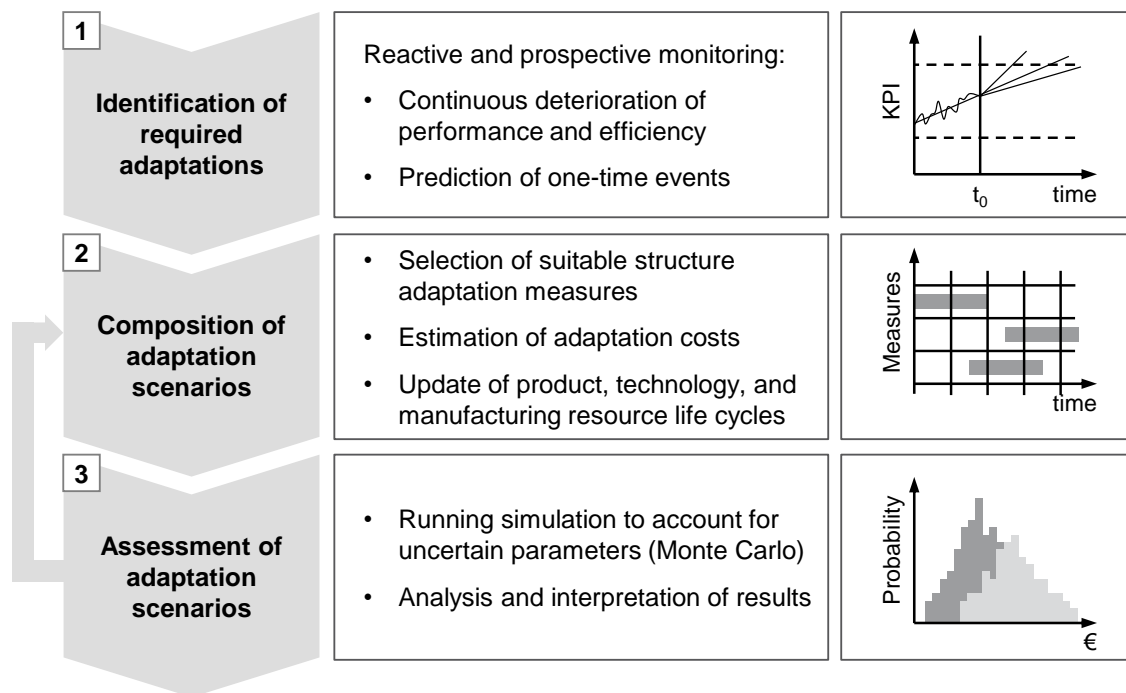 1
Identification of
required
adaptations
Reactive and prospective monitoring:
• Continuous deterioration of
performance and efficiency
• Prediction of one-time events
KPI
t0
time
2
Composition of
adaptation
scenarios
• Selection of suitable structure
adaptation measures
• Estimation of adaptation costs
• Update of product, technology, and
manufacturing resource life cycles
Measures
time
3
Assessment of
adaptation
scenarios
• Running simulation to account for
uncertain parameters (Monte Carlo)
• Analysis and interpretation of results
Probability
€